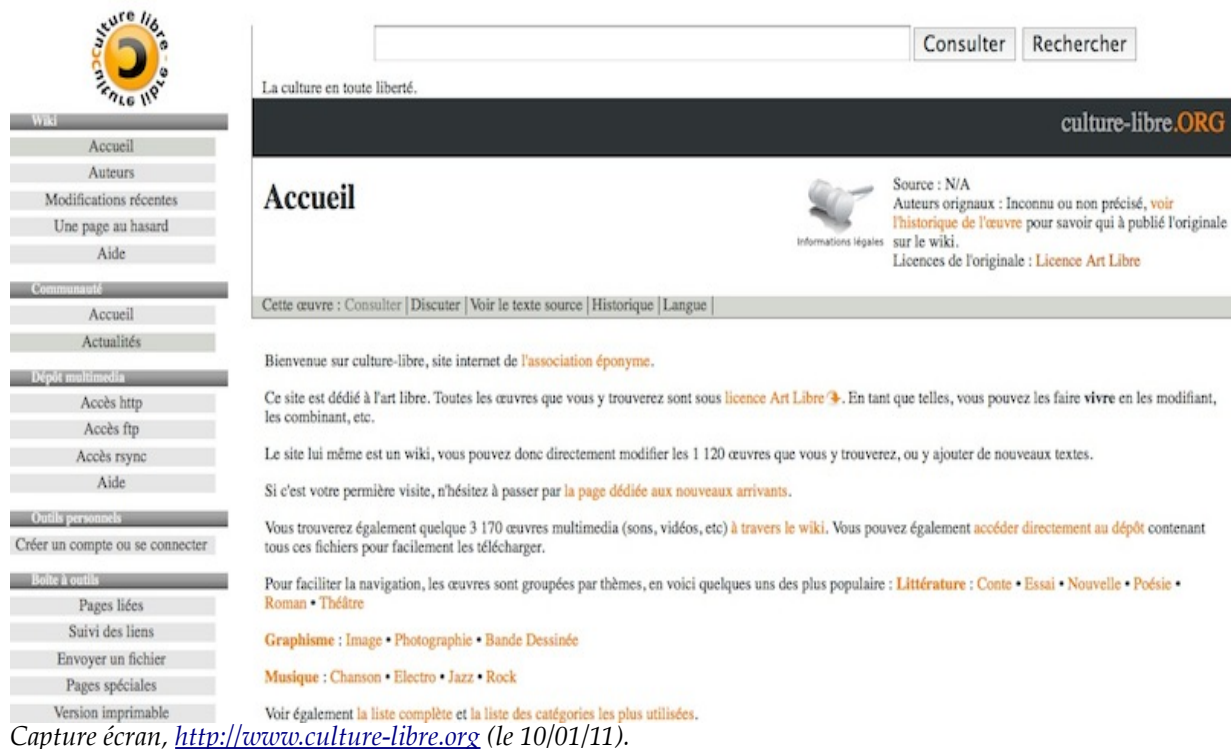 culture libre - culture libre
Consulter Rechercher
La culture en toute liberté.
culture-libre.ORG
Wiki
Accueil
Auteurs
Modifications récentes
Une page au hasard
Aide
Communauté
Accueil
Actualités
Dépôt multimedia
Accès http
Accès ftp
Accès rsync
Aide
Outils personnels
Créer un compte ou se connecter
Boîte à outils
Pages liées
Suivi des liens
Envoyer un fichier
Pages spéciales
Version imprimable
Accueil
Informations légales
Source : N/A
Auteurs orignaux : Inconnu ou non précisé, voir
l'historique de l'œuvre pour savoir qui à publié l'originale
sur le wiki.
Licences de l'originale : Licence Art Libre
Cette œuvre : Consulter | Discuter | Voir le texte source | Historique | Langue |
Bienvenue sur culture-libre, site internet de l'association éponyme.
Ce site est dédié à l'art libre. Toutes les œuvres que vous y trouverez sont sous licence Art Libre. En tant que telles, vous pouvez les faire vivre en les modifiant,
les combinant, etc.
Le site lui même est un wiki, vous pouvez donc directement modifier les 1 120 œuvres que vous y trouverez, ou y ajouter de nouveaux textes.
Si c'est votre permière visite, n'hésitez à passer par la page dédiée aux nouveaux arrivants.
Vous trouverez également quelque 3 170 œuvres multimedia (sons, vidéos, etc) à travers le wiki. Vous pouvez également accéder directement au dépôt contenant
tous ces fichiers pour facilement les télécharger.
Pour faciliter la navigation, les œuvres sont groupées par thèmes, en voici quelques uns des plus populaire : Littérature : Conte • Essai • Nouvelle • Poésie •
Roman • Théâtre
Graphisme : Image • Photographie • Bande Dessinée
Musique : Chanson • Electro • Jazz • Rock
Voir également la liste complète et la liste des catégories les plus utilisées.
Capture écran, http://www.culture-libre.org (le 10/01/11).